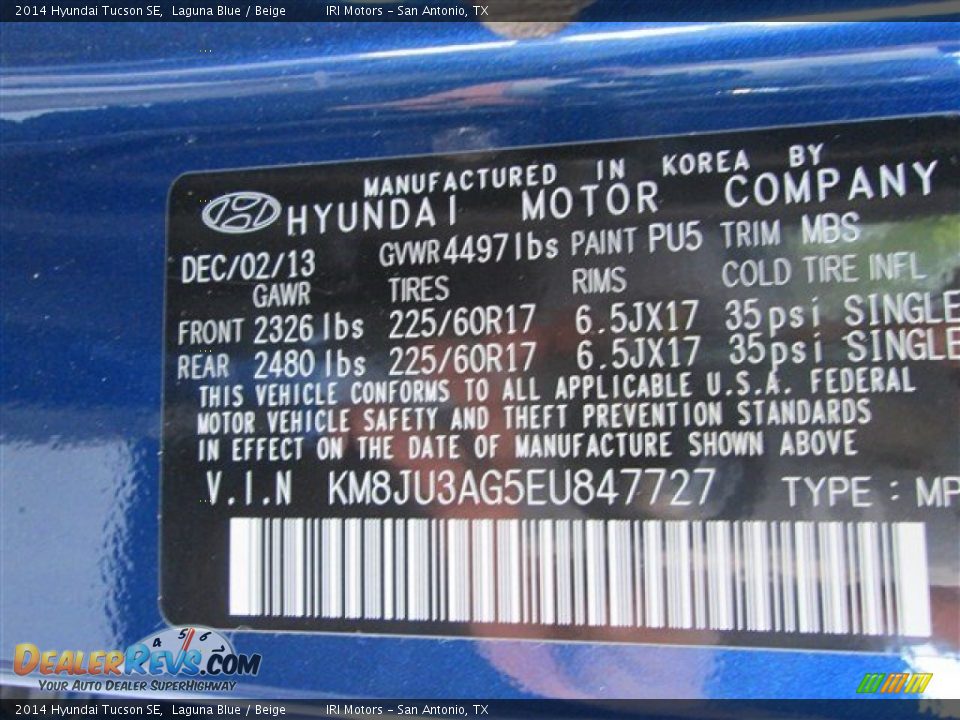 2014 Hyundai Tucson SE, Laguna Blue / Beige IRI Motors - San Antonio, TX
MANUFACTURED IN KOREA BY
HYUNDAI MOTOR COMPANY
DEC/02/13 GVWR 4497 lbs PAINT PU5 TRIM MBS
GAWR TIRES RIMS COLD TIRE INFL
FRONT 2326 lbs 225/60R17 6.5JX17 35psi SINGLE
REAR 2480 lbs 225/60R17 6.5JX17 35psi SINGLE
THIS VEHICLE CONFORMS TO ALL APPLICABLE U.S.A. FEDERAL
MOTOR VEHICLE SAFETY AND THEFT PREVENTION STANDARDS
IN EFFECT ON THE DATE OF MANUFACTURE SHOWN ABOVE
V.I.N KM8JU3AG5EU847727 TYPE : MP
4 5 6
DEALERREVS.COM
YOUR AUTO DEALER SUPERHIGHWAY
2014 Hyundai Tucson SE, Laguna Blue / Beige IRI Motors - San Antonio, TX